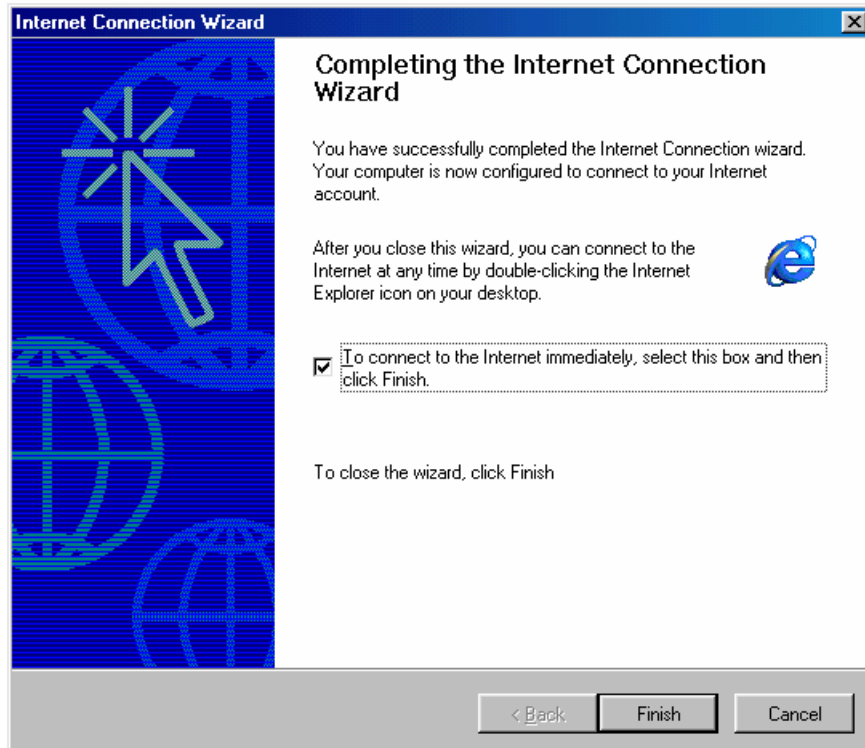 Internet Connection Wizard
Completing the Internet Connection
Wizard
You have successfully completed the Internet Connection wizard.
Your computer is now configured to connect to your Internet
account.
After you close this wizard, you can connect to the
Internet at any time by double-clicking the Internet
Explorer icon on your desktop.
To connect to the Internet immediately, select this box and then
click Finish.
To close the wizard, click Finish
< Back
Finish
Cancel